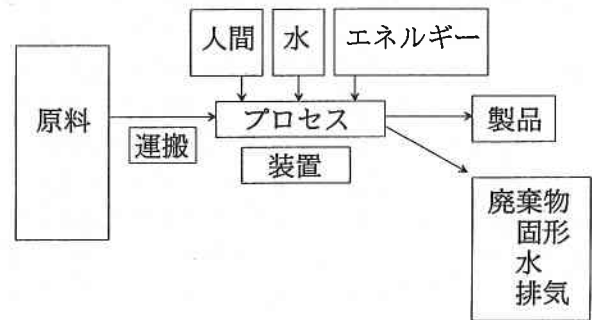 人間
水
エネルギー
原料
運搬
プロセス
装置
製品
廃棄物
固形
水
排気